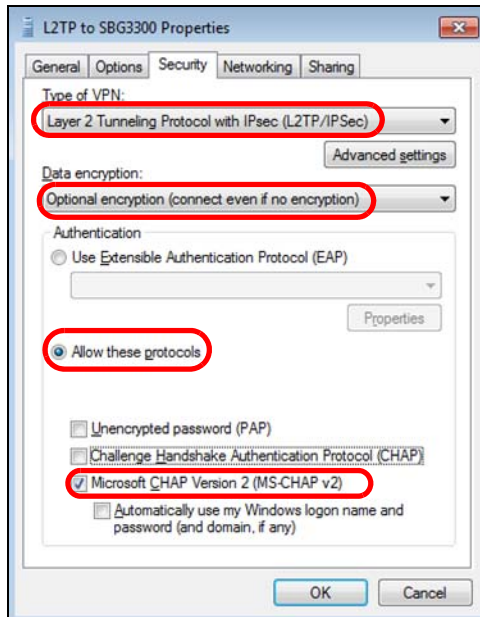 L2TP to SBG3300 Properties
General Options Security Networking Sharing
Type of VPN:
Layer 2 Tunneling Protocol with IPsec (L2TP/IPSec)
Advanced settings
Data encryption:
Optional encryption (connect even if no encryption)
Authentication
Use Extensible Authentication Protocol (EAP)
Properties
Allow these protocols
Unencrypted password (PAP)
Challenge Handshake Authentication Protocol (CHAP)
Microsoft CHAP Version 2 (MS-CHAP v2)
Automatically use my Windows logon name and
password (and domain, if any)
OK Cancel